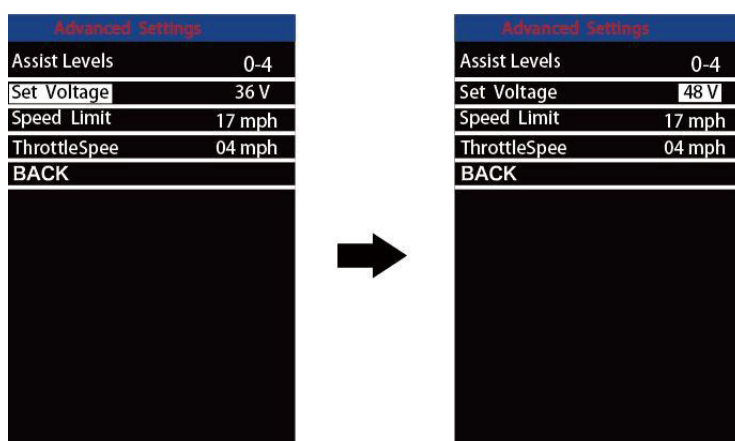 Advanced Settings
Assist Levels 0-4
Set Voltage 36 V
Speed Limit 17 mph
ThrottleSpee 04 mph
BACK
Advanced Settings
Assist Levels 0-4
Set Voltage 48 V
Speed Limit 17 mph
ThrottleSpee 04 mph
BACK